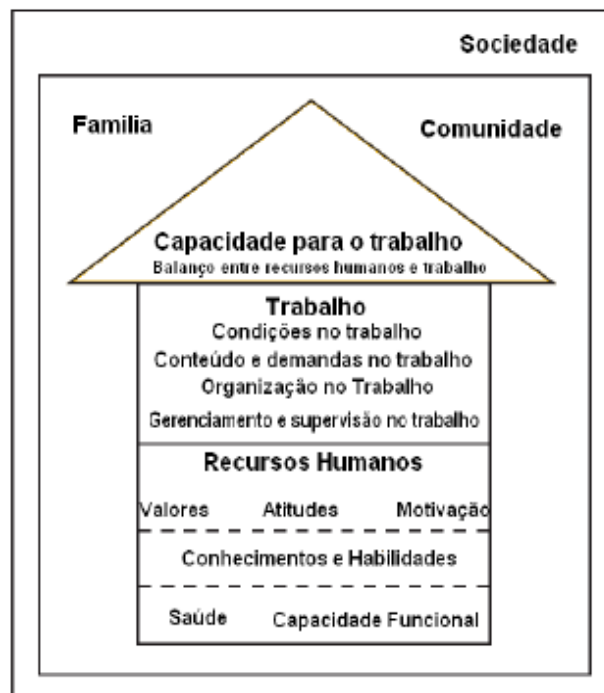 Sociedade
Familia Comunidade
Capacidade para o trabalho
Balanço entre recursos humanos e trabalho
Trabalho
Condições no trabalho
Conteúdo e demandas no trabalho
Organização no Trabalho
Gerenciamento e supervisão no trabalho
Recursos Humanos
Valores Atitudes Motivação
Conhecimentos e Habilidades
Saúde Capacidade Funcional